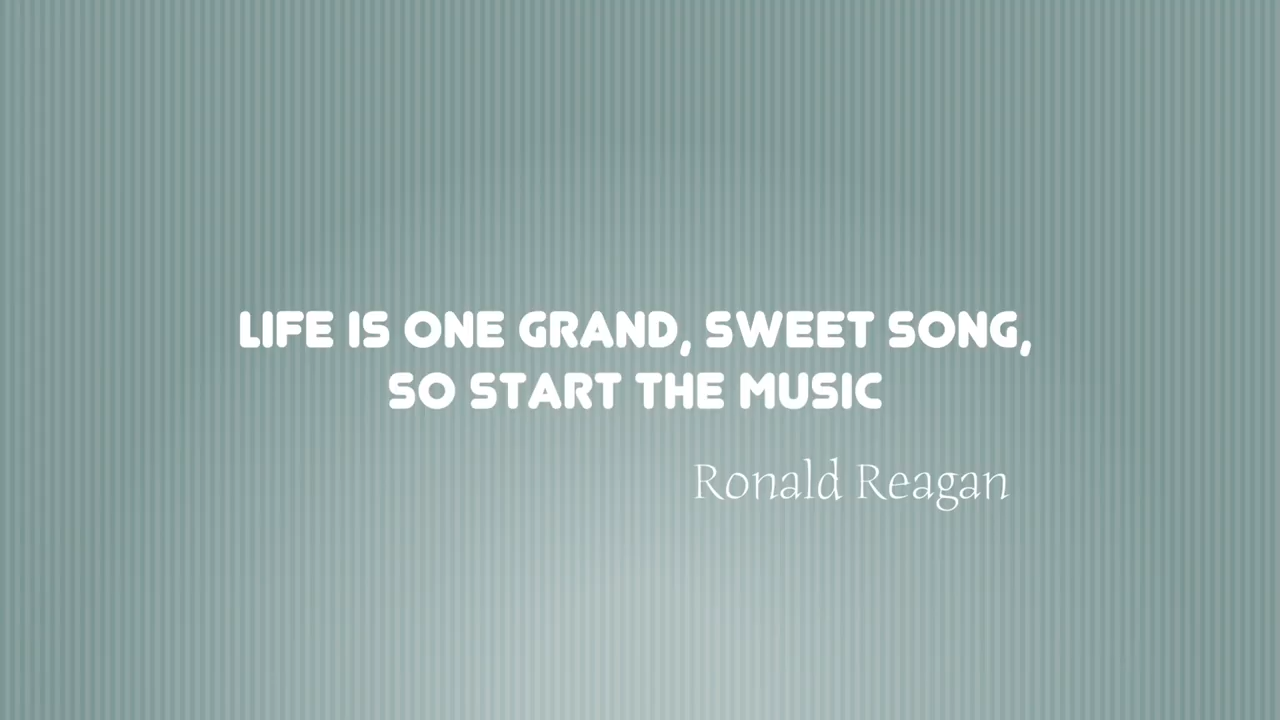 LIFE IS ONE GRAND, SWEET SONG,
SO START THE MUSIC
Ronald Reagan